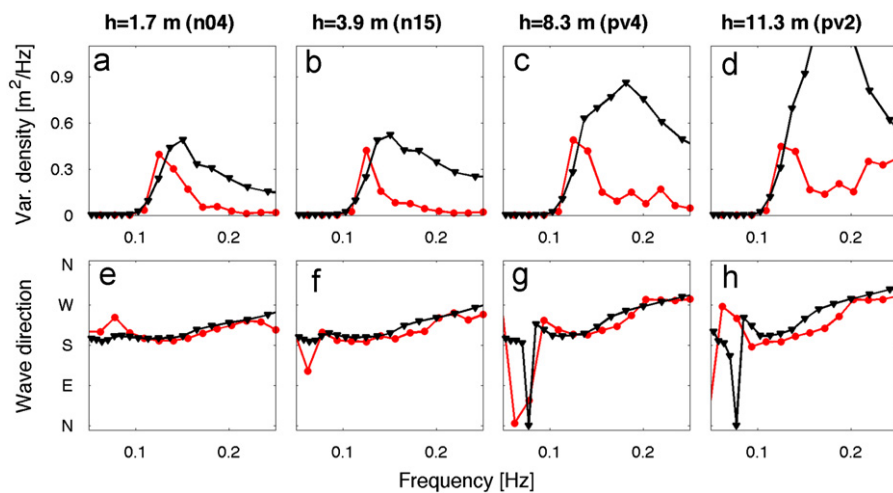 h=1.7 m (n04) h=3.9 m (n15) h=8.3 m (pv4) h=11.3 m (pv2)
a b c d
Var. density [m²/Hz]
0.9
0.6
0.3
0
0.1 0.2 0.1 0.2 0.1 0.2 0.1 0.2
e f g h
Wave direction
N
W
S
E
N
0.1 0.2 0.1 0.2 0.1 0.2 0.1 0.2
Frequency [Hz]